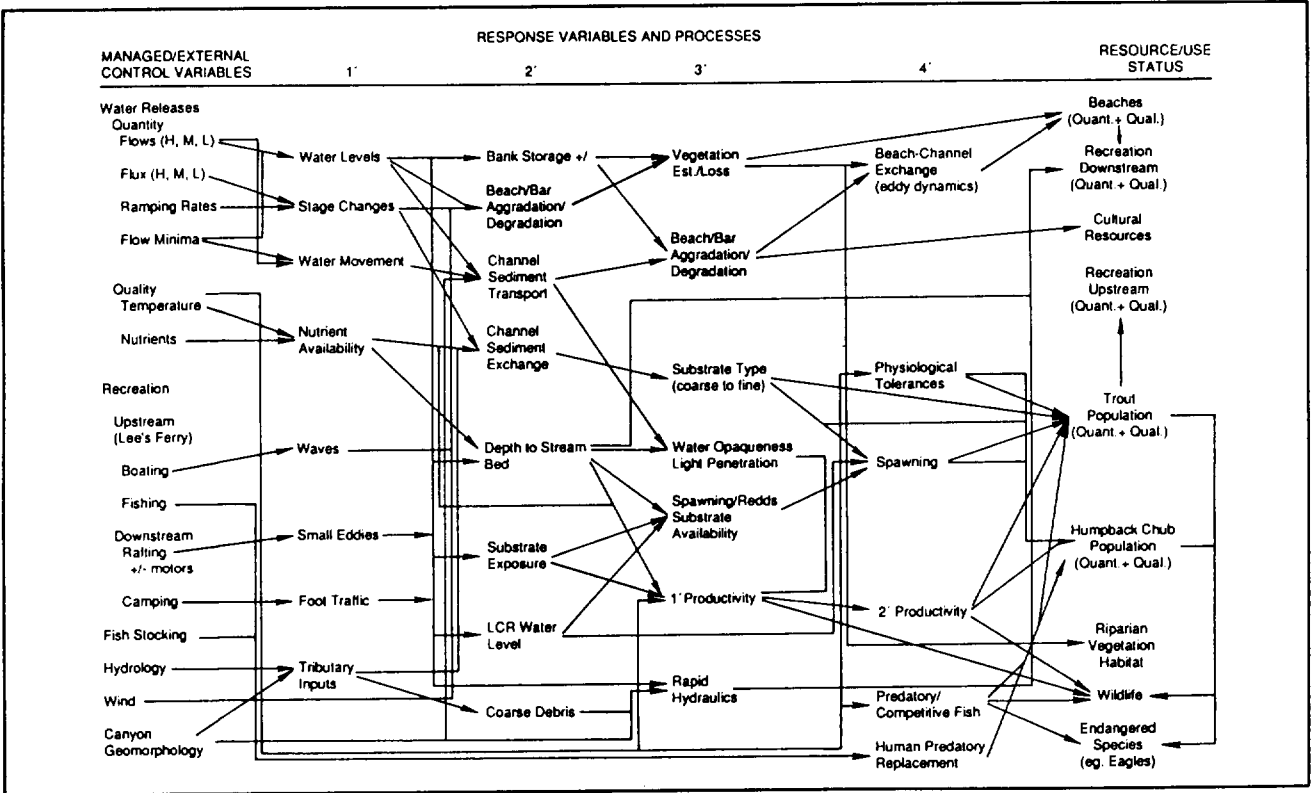 RESPONSE VARIABLES AND PROCESSES
MANAGED/EXTERNAL
CONTROL VARIABLES
1'
2'
3'
4'
RESOURCE/USE
STATUS
Water Releases
Quantity
Flows (H, M, L)
Flux (H, M, L)
Ramping Rates
Flow Minima
Quality
Temperature
Nutrients
Recreation
Upstream
(Lee's Ferry)
Boating
Fishing
Downstream
Rafting
+/- motors
Camping
Fish Stocking
Hydrology
Wind
Canyon
Geomorphology
Water Levels
Stage Changes
Water Movement
Nutrient
Availability
Waves
Small Eddies
Foot Traffic
Tributary
Inputs
Bank Storage +/
Beach/Bar
Aggradation/
Degradation
Channel
Sediment
Transport
Channel
Sediment
Exchange
Depth to Stream
Bed
Substrate
Exposure
LCR Water
Level
Coarse Debris
Vegetation
Est./Loss
Beach/Bar
Aggradation/
Degradation
Substrate Type
(coarse to fine)
Water Opaqueness
Light Penetration
Spawning/Redds
Substrate
Availability
1' Productivity
Rapid
Hydraulics
Beach-Channel
Exchange
(eddy dynamics)
Physiological
Tolerances
Spawning
2' Productivity
Predatory/
Competitive Fish
Human Predatory
Replacement
Beaches
(Quant.+ Qual.)
Recreation
Downstream
(Quant.+ Qual.)
Cultural
Resources
Recreation
Upstream
(Quant.+ Qual.)
Trout
Population
(Quant.+ Qual.)
Humpback Chub
Population
(Quant.+ Qual.)
Riparian
Vegetation
Habitat
Wildlife
Endangered
Species
(eg. Eagles)